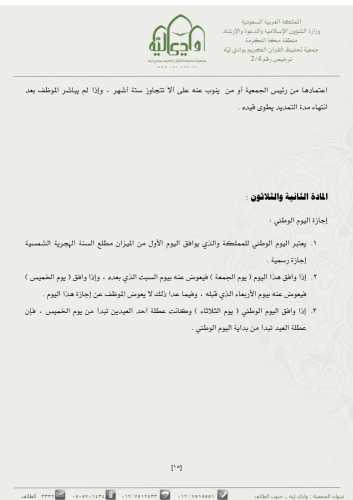 المملكة العربية السعودية
وزارة الشؤون الإسلامية والدعوة والإرشاد
منطقة مكة المكرمة
جمعية تحفيظ القرآن الكريم بوادي ليّه
ترخيص رقم 2/4
وادي ليّه
اعتمادها من رئيس الجمعية أو من ينوب عنه على ألا تتجاوز ستة أشهر ، وإذا لم يباشر الموظف بعد
انتهاء مدة التمديد يطوى قيده .
المادة الثانية والثلاثون :
إجازة اليوم الوطني :
١. يعتبر اليوم الوطني للمملكة والذي يوافق اليوم الأول من الميزان مطلع السنة الهجرية الشمسية
إجازة رسمية .
٢. إذا وافق هذا اليوم ( يوم الجمعة ) فيعوض عنه بيوم السبت الذي بعده ، وإذا وافق ( يوم الخميس )
فيعوض عنه بيوم الأربعاء الذي قبله ، وفيما عدا ذلك لا يعوض الموظف عن إجازة هذا اليوم .
٣. إذا وافق اليوم الوطني ( يوم الثلاثاء ) وكانت عطلة أحد العيدين تبدأ من يوم الخميس ، فإن
عطلة العيد تبدأ من بداية اليوم الوطني .
[١٥]